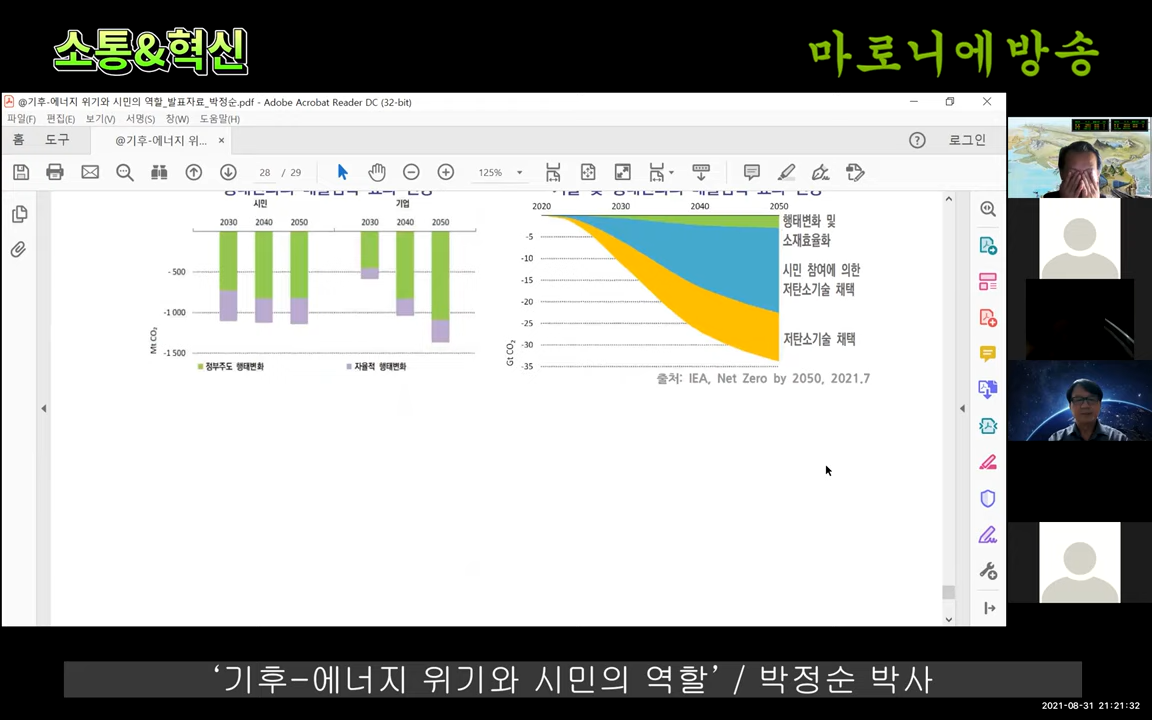 소통&혁신
마로니에방송
@기후-에너지 위기와 시민의 역할_발표자료_박정순.pdf - Adobe Acrobat Reader DC (32-bit)
파일(F) 편집(E) 보기(V) 서명(S) 창(W) 도움말(H)
홈 도구 @기후-에너지 위기... × 로그인
28 / 29 125%
시민 기업
2030 2040 2050 2030 2040 2050
-500
-1 000
-1 500
Mt CO2
정부주도 행태변화 자율적 행태변화
2020 2030 2040 2050
-5
-10
-15
-20
-25
-30
-35
Gt CO2
행태변화 및
소재효율화
시민 참여에 의한
저탄소기술 채택
저탄소기술 채택
출처: IEA, Net Zero by 2050, 2021.7
‘기후-에너지 위기와 시민의 역할’ / 박정순 박사
2021-08-31 21:21:32